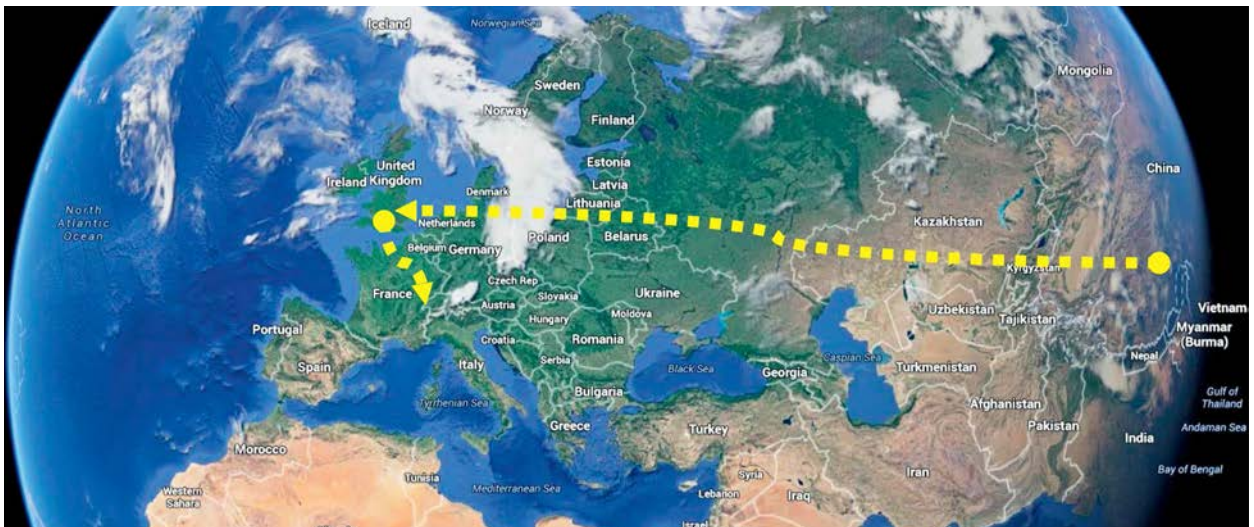 Iceland
Norwegian Sea
Mongolia
Sweden
Norway
Finland
Estonia
China
United
Kingdom
Ireland
Latvia
Denmark
Lithuania
North
Atlantic
Ocean
Netherlands
Kazakhstan
Poland
Belarus
Belgium
Germany
Kyrgyzstan
Czech Rep
France
Slovakia
Ukraine
Austria
Uzbekistan
Vietnam
Hungary
Moldova
Tajikistan
Portugal
Myanmar
(Burma)
Croatia
Romania
Nepal
Spain
Italy
Serbia
Caspian Sea
Black Sea
Georgia
Turkmenistan
Bulgaria
Gulf of
Thailand
Tyrrhenian Sea
Afghanistan
Greece
Turkey
Pakistan
Andaman Sea
India
Morocco
Bay of Bengal
Tunisia
Syria
Iran
Western
Sahara
Mediterranean Sea
Lebanon
Iraq
Israel